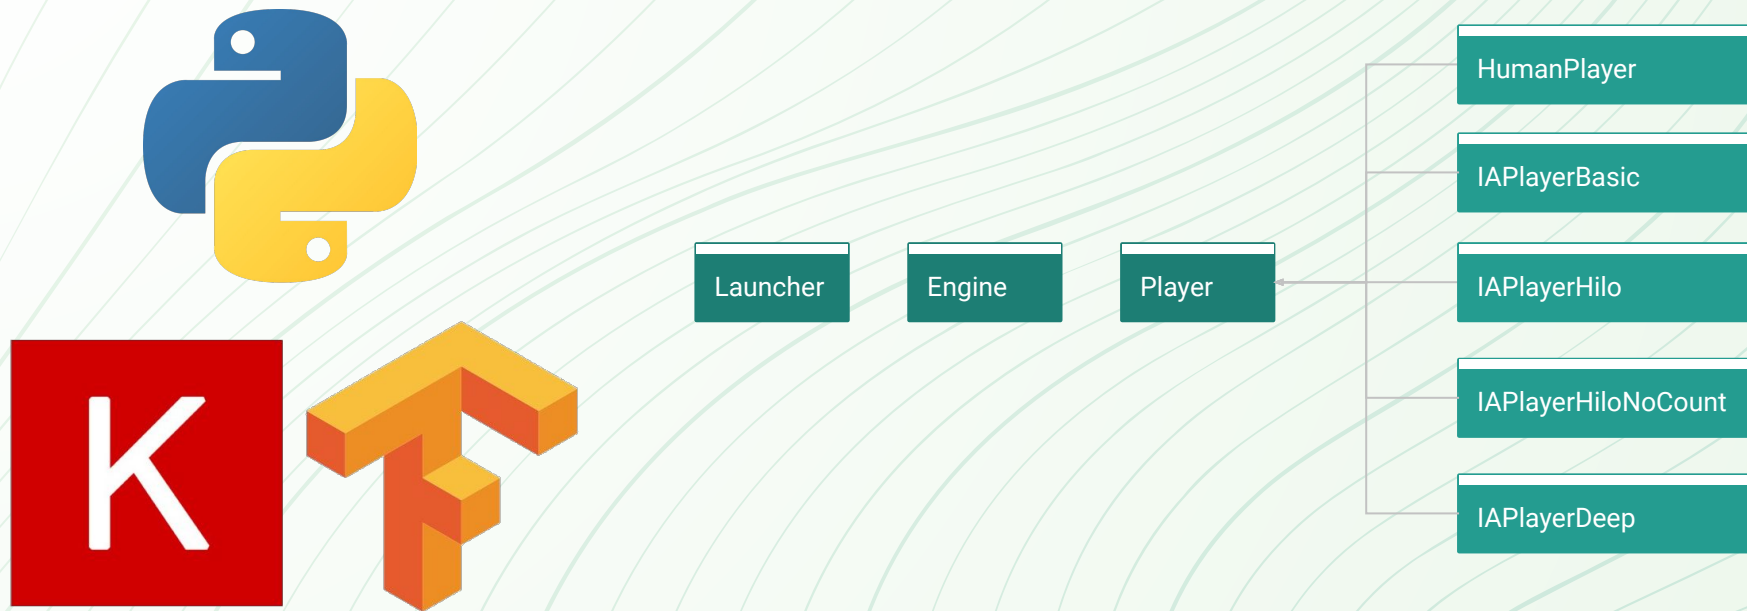 K
Launcher
Engine
Player
HumanPlayer
IAPlayerBasic
IAPlayerHilo
IAPlayerHiloNoCount
IAPlayerDeep